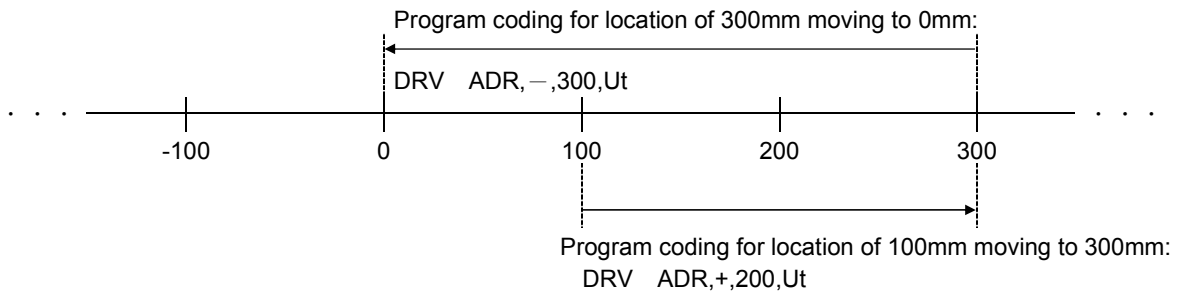 Program coding for location of 300mm moving to 0mm:
DRV ADR,－,300,Ut
. . . . . .
-100 0 100 200 300
Program coding for location of 100mm moving to 300mm:
DRV ADR,+,200,Ut